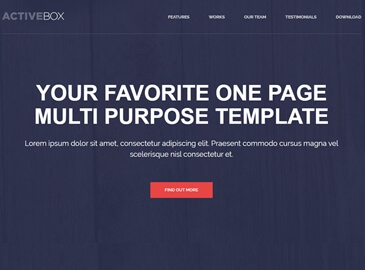 ACTIVEBOX
FEATURES WORKS OUR TEAM TESTIMONIALS DOWNLOAD
YOUR FAVORITE ONE PAGE
MULTI PURPOSE TEMPLATE
Lorem ipsum dolor sit amet, consectetur adipiscing elit. Praesent commodo cursus magna vel
scelerisque nisl consectetur et.
FIND OUT MORE